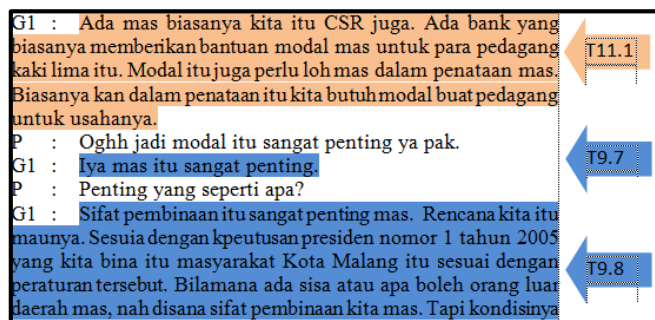 G1 : Ada mas biasanya kita itu CSR juga. Ada bank yang
biasanya memberikan bantuan modal mas untuk para pedagang
kaki lima itu. Modal itu juga perlu loh mas dalam penataan mas.
Biasanya kan dalam penataan itu kita butuh modal buat pedagang
untuk usahanya.
T11.1
P : Oghh jadi modal itu sangat penting ya pak.
G1 : Iya mas itu sangat penting.
T9.7
P : Penting yang seperti apa?
G1 : Sifat pembinaan itu sangat penting mas. Rencana kita itu
maunya. Sesuia dengan kpeutusan presiden nomor 1 tahun 2005
yang kita bina itu masyarakat Kota Malang itu sesuai dengan
peraturan tersebut. Bilamana ada sisa atau apa boleh orang luar
daerah mas, nah disana sifat pembinaan kita mas. Tapi kondisinya
T9.8